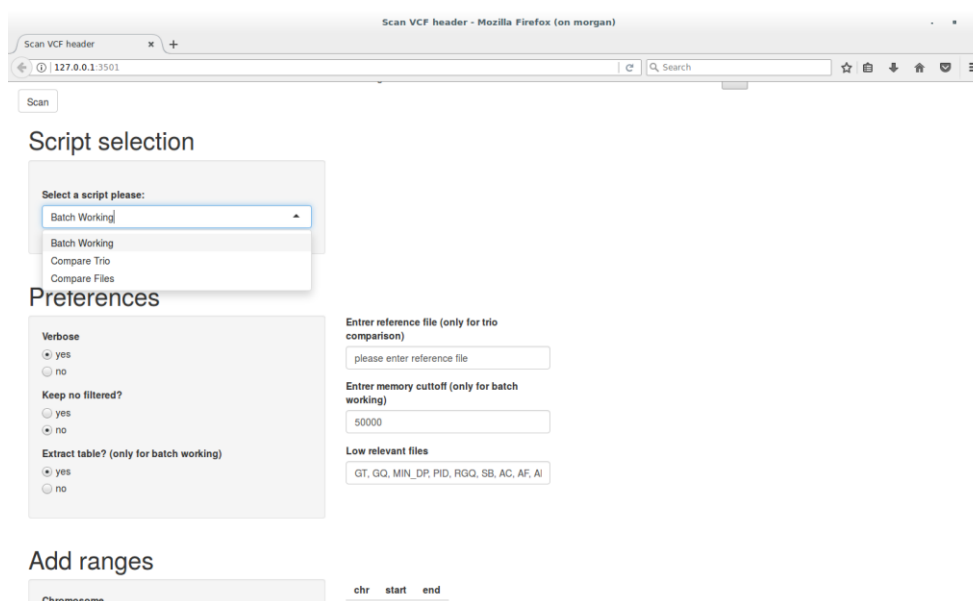 Scan VCF header - Mozilla Firefox (on morgan)
Scan VCF header
127.0.0.1:3501
Search
Scan
Script selection
Select a script please:
Batch Working
Batch Working
Compare Trio
Compare Files
Preferences
Verbose
yes
no
Keep no filtered?
yes
no
Extract table? (only for batch working)
yes
no
Entrer reference file (only for trio
comparison)
please enter reference file
Entrer memory cuttoff (only for batch
working)
50000
Low relevant files
GT, GQ, MIN_DP, PID, RGQ, SB, AC, AF,
Add ranges
Chromosome
chr start end